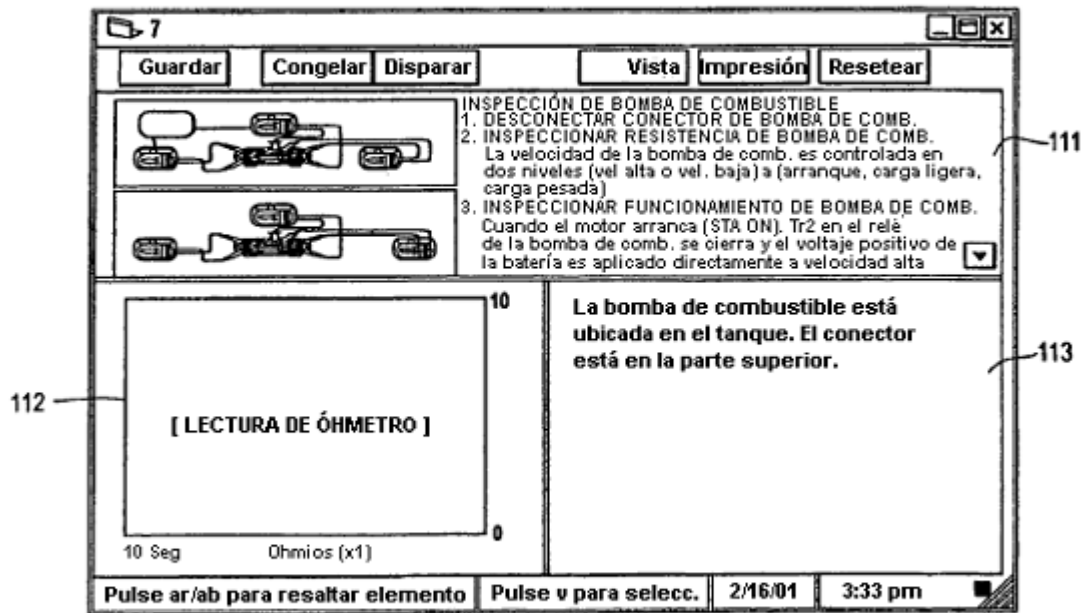 7
Guardar Congelar Disparar Vista Impresión Resetear
INSPECCIÓN DE BOMBA DE COMBUSTIBLE
1. DESCONECTAR CONECTOR DE BOMBA DE COMB.
2. INSPECCIONAR RESISTENCIA DE BOMBA DE COMB.
La velocidad de la bomba de comb. es controlada en
dos niveles (vel alta o vel. baja) a (arranque, carga ligera,
carga pesada)
3. INSPECCIONAR FUNCIONAMIENTO DE BOMBA DE COMB.
Cuando el motor arranca (STA ON). Tr2 en el relé
de la bomba de comb. se cierra y el voltaje positivo de
la batería es aplicado directamente a velocidad alta
111
10
[ LECTURA DE ÓHMETRO ]
0
10 Seg Ohmios (x1)
112
La bomba de combustible está
ubicada en el tanque. El conector
está en la parte superior.
113
Pulse ar/ab para resaltar elemento Pulse v para selecc. 2/16/01 3:33 pm